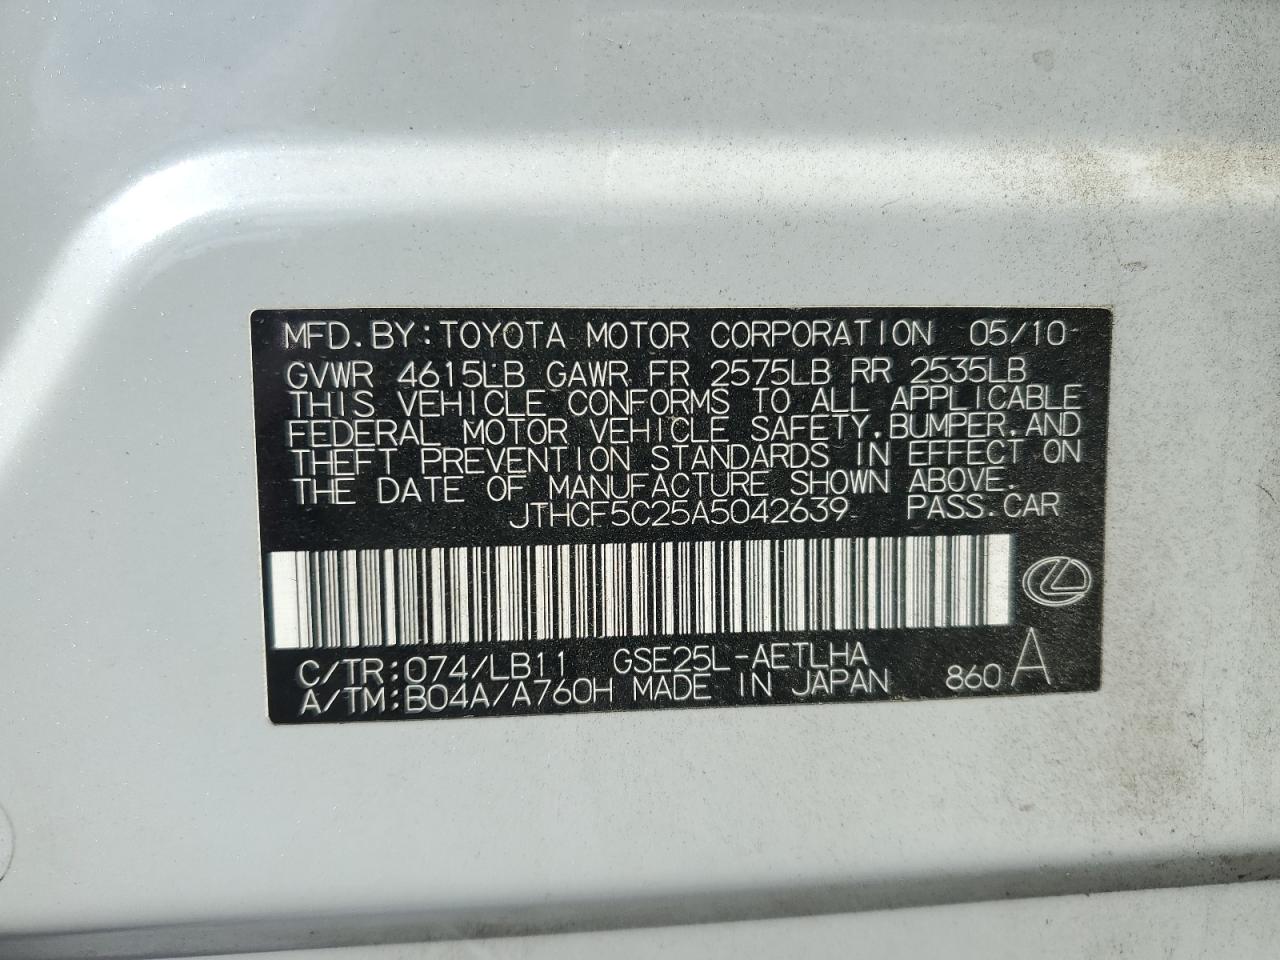 MFD.BY:TOYOTA MOTOR CORPORATION 05/10
GVWR 4615LB GAWR FR 2575LB RR 2535LB
THIS VEHICLE CONFORMS TO ALL APPLICABLE
FEDERAL MOTOR VEHICLE SAFETY,BUMPER,AND
THEFT PREVENTION STANDARDS IN EFFECT ON
THE DATE OF MANUFACTURE SHOWN ABOVE.
JTHCF5C25A5042639 PASS.CAR
C/TR:074/LB11 GSE25L-AETLHA
A/TM:B04A/A760H MADE IN JAPAN 860 A